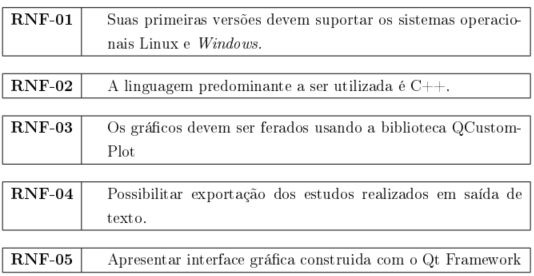 RNF-01 Suas primeiras versões devem suportar os sistemas operacio-
nais Linux e Windows.
RNF-02 A linguagem predominante a ser utilizada é C++.
RNF-03 Os gráficos devem ser ferados usando a biblioteca QCustom-
Plot
RNF-04 Possibilitar exportação dos estudos realizados em saída de
texto.
RNF-05 Apresentar interface gráfica construida com o Qt Framework